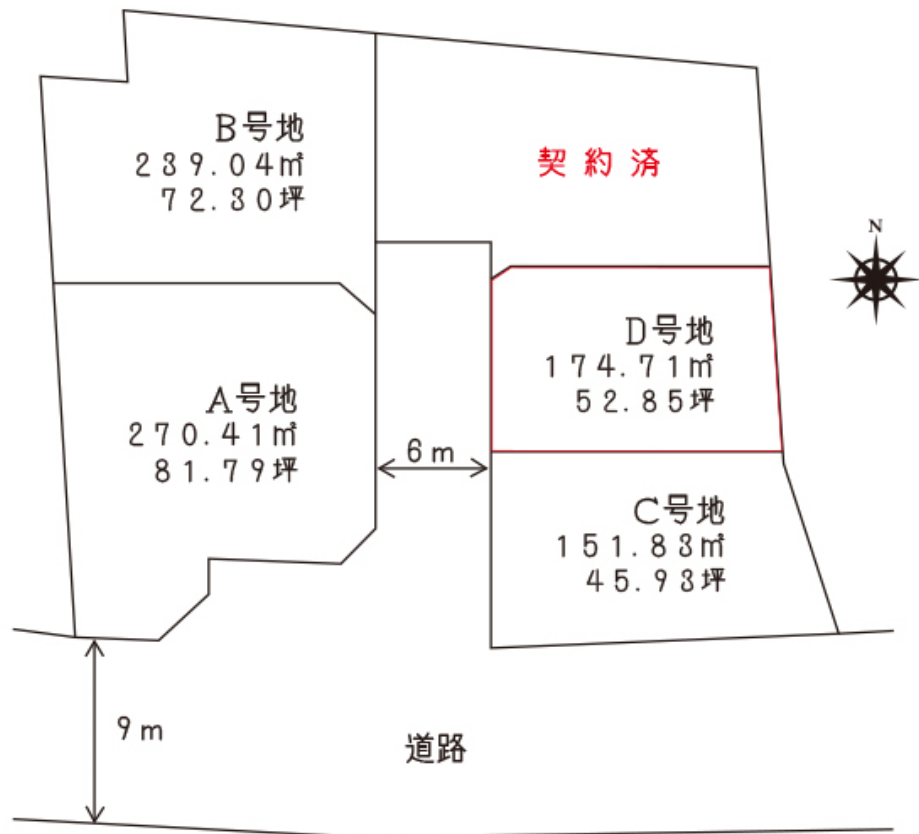 B号地
239.04㎡
72.30坪
契約済
N
D号地
174.71㎡
52.85坪
A号地
270.41㎡
81.79坪
6m
C号地
151.83㎡
45.93坪
9m
道路